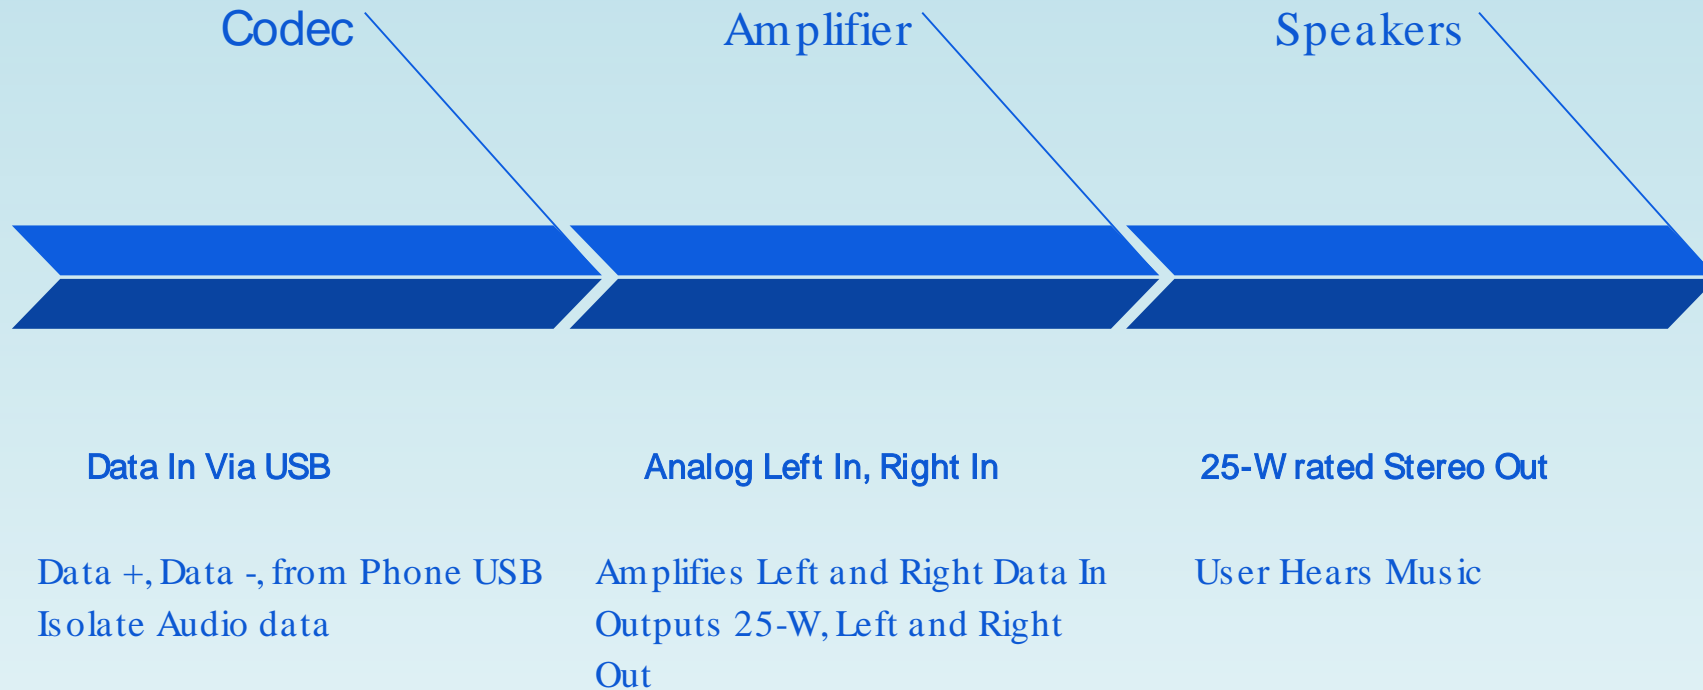 Codec
Amplifier
Speakers
Data In Via USB
Analog Left In, Right In
25-W rated Stereo Out
Data +, Data -, from Phone USB
Isolate Audio data
Amplifies Left and Right Data In
Outputs 25-W, Left and Right
Out
User Hears Music